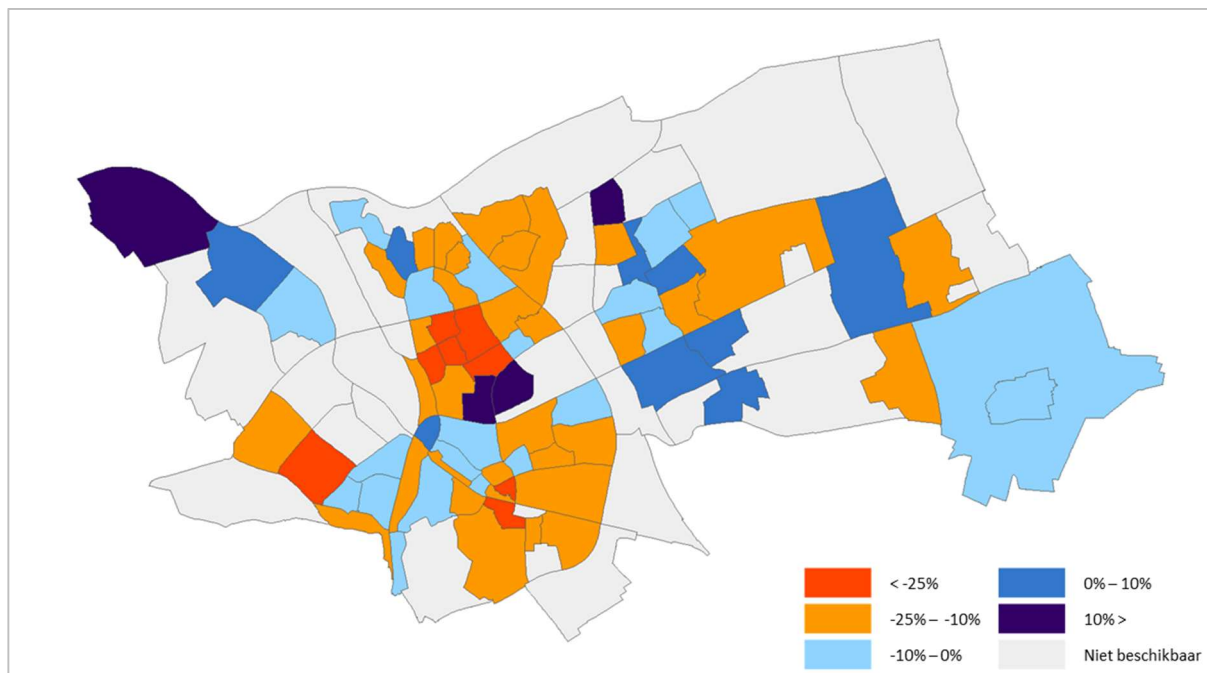 < -25%
-25% – -10%
-10% – 0%
0% – 10%
10% >
Niet beschikbaar